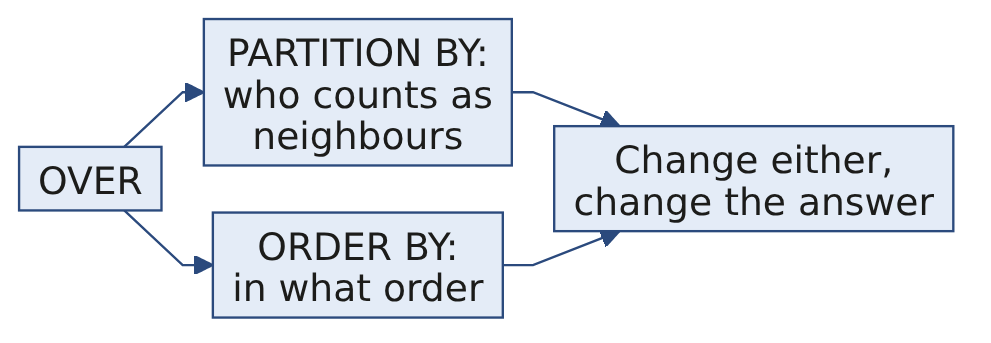 OVER
PARTITION BY:
who counts as
neighbours
ORDER BY:
in what order
Change either,
change the answer